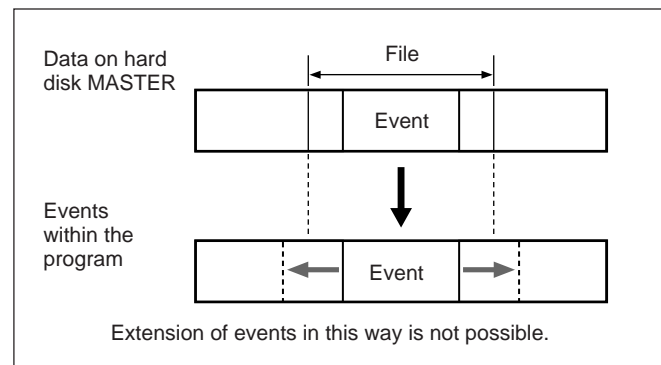 Data on hard
disk MASTER
File
Event
Events
within the
program
Event
Extension of events in this way is not possible.